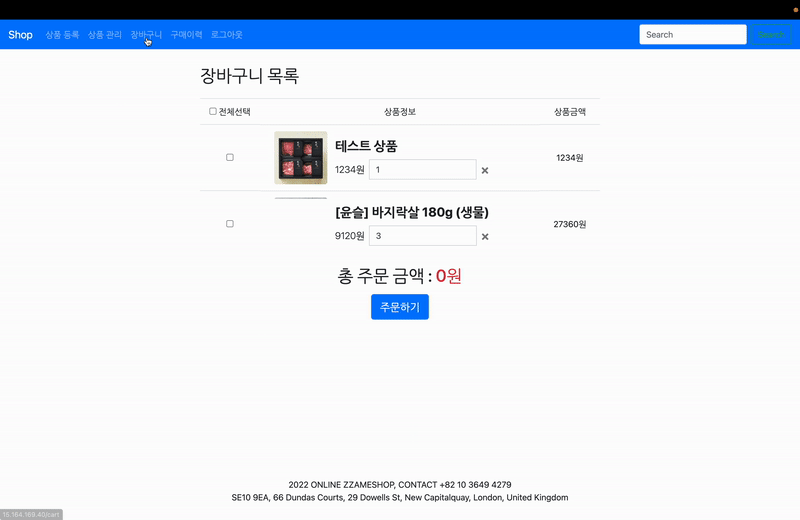 Shop 상품 등록 상품 관리 장바구니 구매이력 로그아웃 Search Search
장바구니 목록
전체선택 상품정보 상품금액
테스트 상품
1234원 1 1234원
[윤슬] 바지락살 180g (생물)
9120원 3 27360원
총 주문 금액 : 0원
주문하기
2022 ONLINE ZZAMESHOP, CONTACT +82 10 3649 4279
SE10 9EA, 66 Dundas Courts, 29 Dowells St, New Capitalquay, London, United Kingdom
15.164.169.40/cart